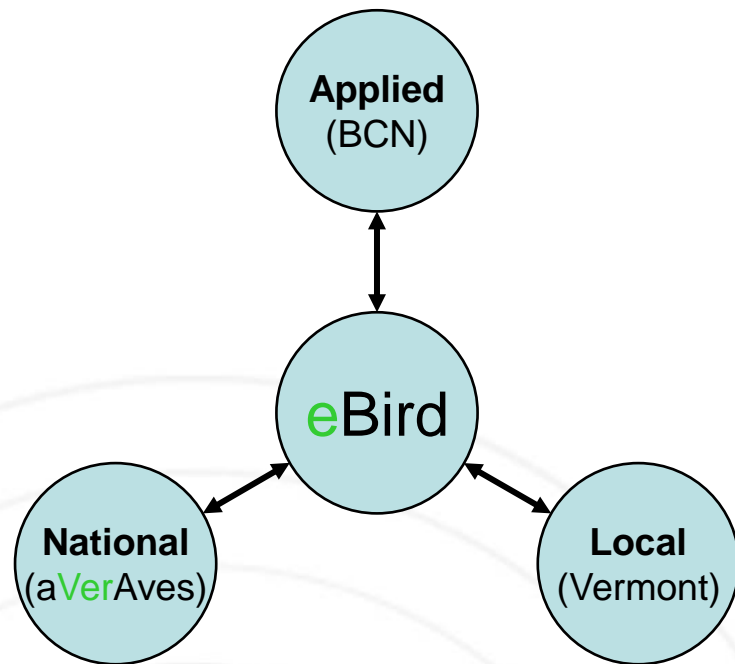 Applied
(BCN)
eBird
National
(aVerAves)
Local
(Vermont)